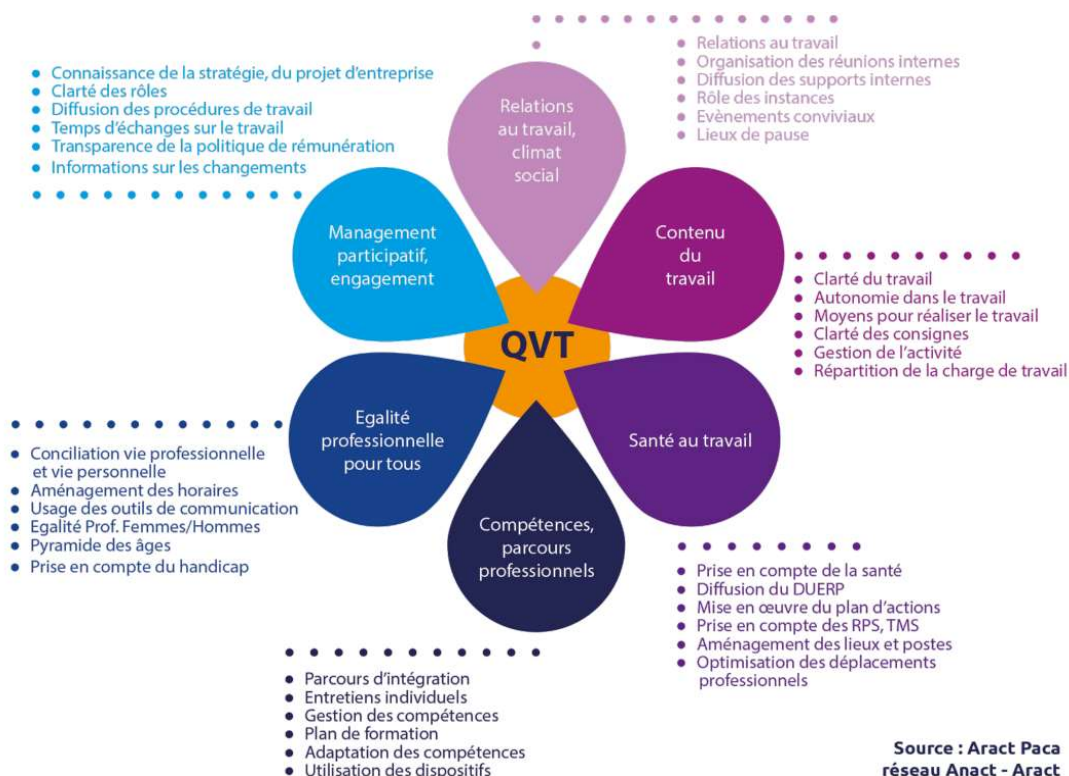 Relations au travail
Organisation des réunions internes
Diffusion des supports internes
Rôle des instances
Evènements conviviaux
Lieux de pause
Connaissance de la stratégie, du projet d'entreprise
Clarté des rôles
Diffusion des procédures de travail
Temps d'échanges sur le travail
Transparence de la politique de rémunération
Informations sur les changements
Relations
au travail,
climat
social
Management
participatif,
engagement
Contenu
du
travail
Clarté du travail
Autonomie dans le travail
Moyens pour réaliser le travail
Clarté des consignes
Gestion de l'activité
Répartition de la charge de travail
QVT
Egalité
professionnelle
pour tous
Santé au travail
Conciliation vie professionnelle
et vie personnelle
Aménagement des horaires
Usage des outils de communication
Egalité Prof. Femmes/Hommes
Pyramide des âges
Prise en compte du handicap
Compétences,
parcours
professionnels
Prise en compte de la santé
Diffusion du DUERP
Mise en œuvre du plan d'actions
Prise en compte des RPS, TMS
Aménagement des lieux et postes
Optimisation des déplacements
professionnels
Parcours d'intégration
Entretiens individuels
Gestion des compétences
Plan de formation
Adaptation des compétences
Utilisation des dispositifs
Source : Aract Paca
réseau Anact - Aract